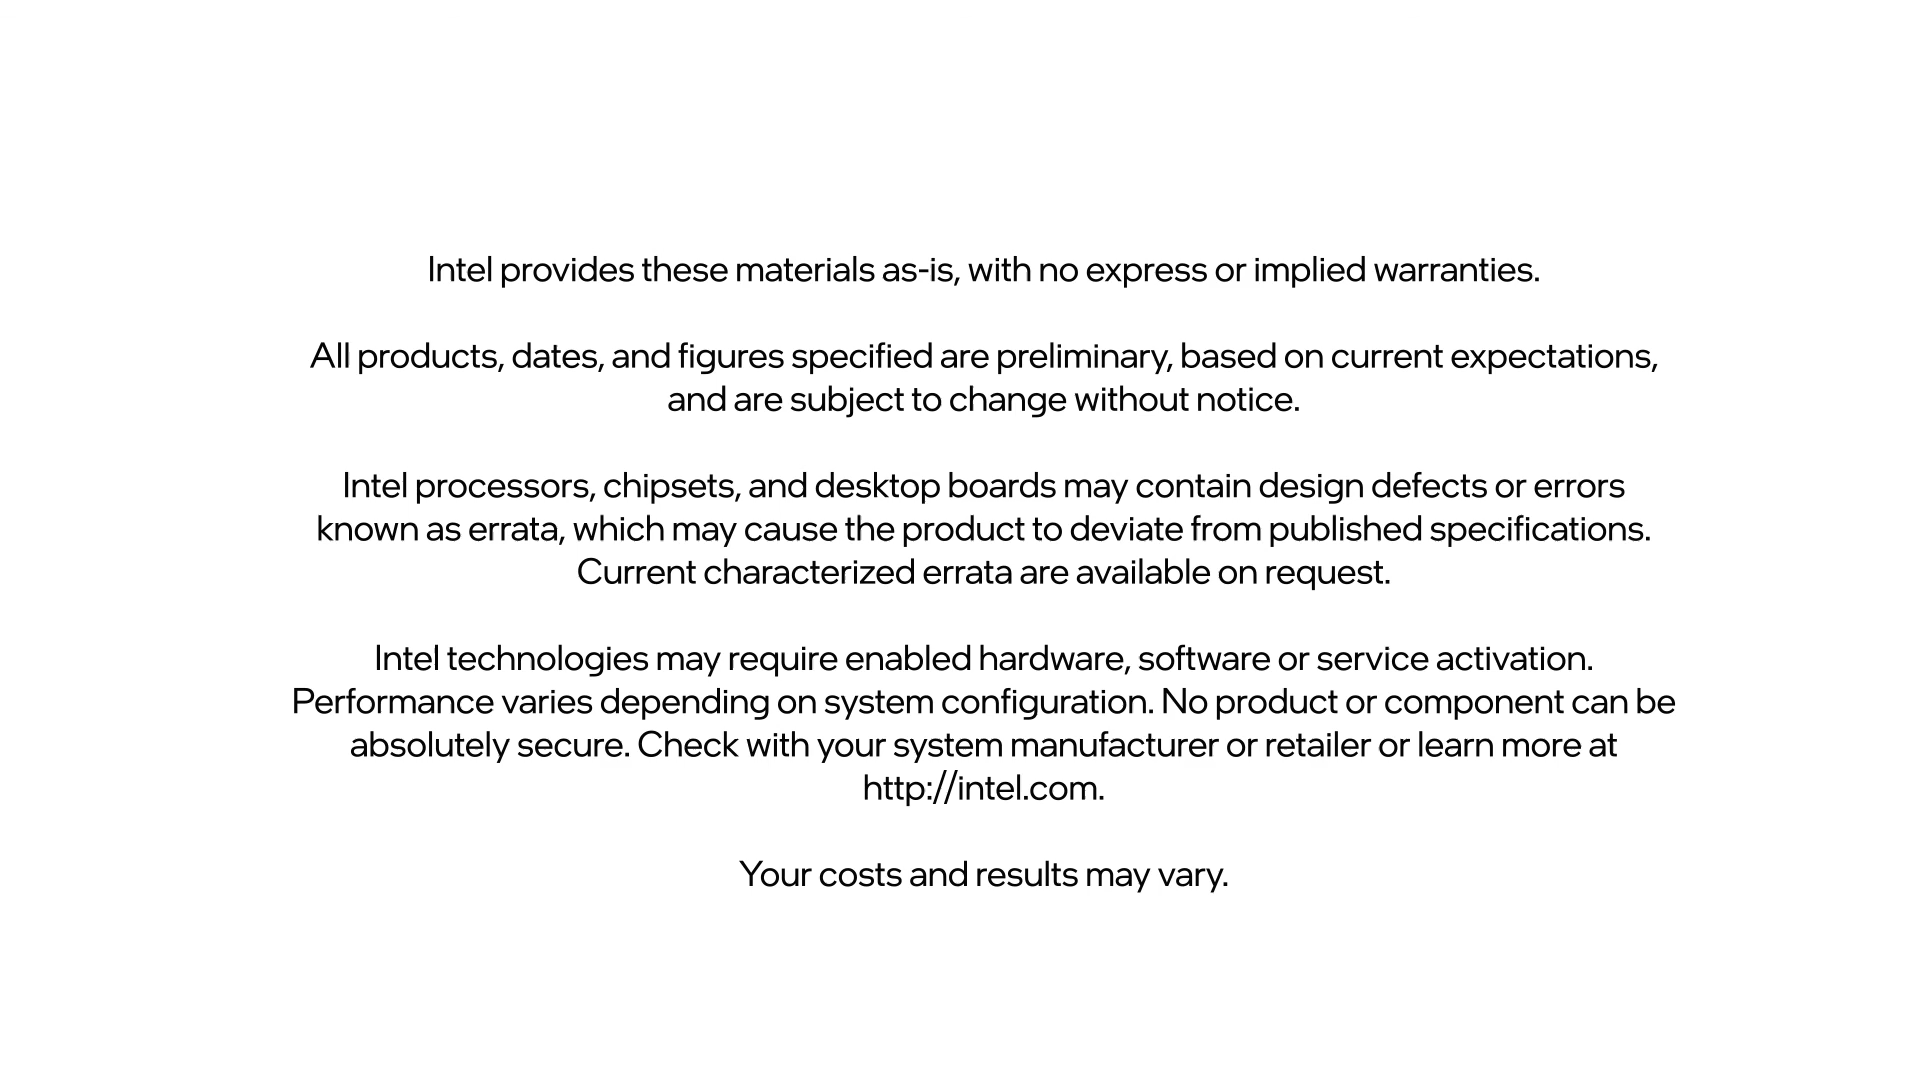 Intel provides these materials as-is, with no express or implied warranties.
All products, dates, and figures specified are preliminary, based on current expectations,
and are subject to change without notice.
Intel processors, chipsets, and desktop boards may contain design defects or errors
known as errata, which may cause the product to deviate from published specifications.
Current characterized errata are available on request.
Intel technologies may require enabled hardware, software or service activation.
Performance varies depending on system configuration. No product or component can be
absolutely secure. Check with your system manufacturer or retailer or learn more at
http://intel.com.
Your costs and results may vary.